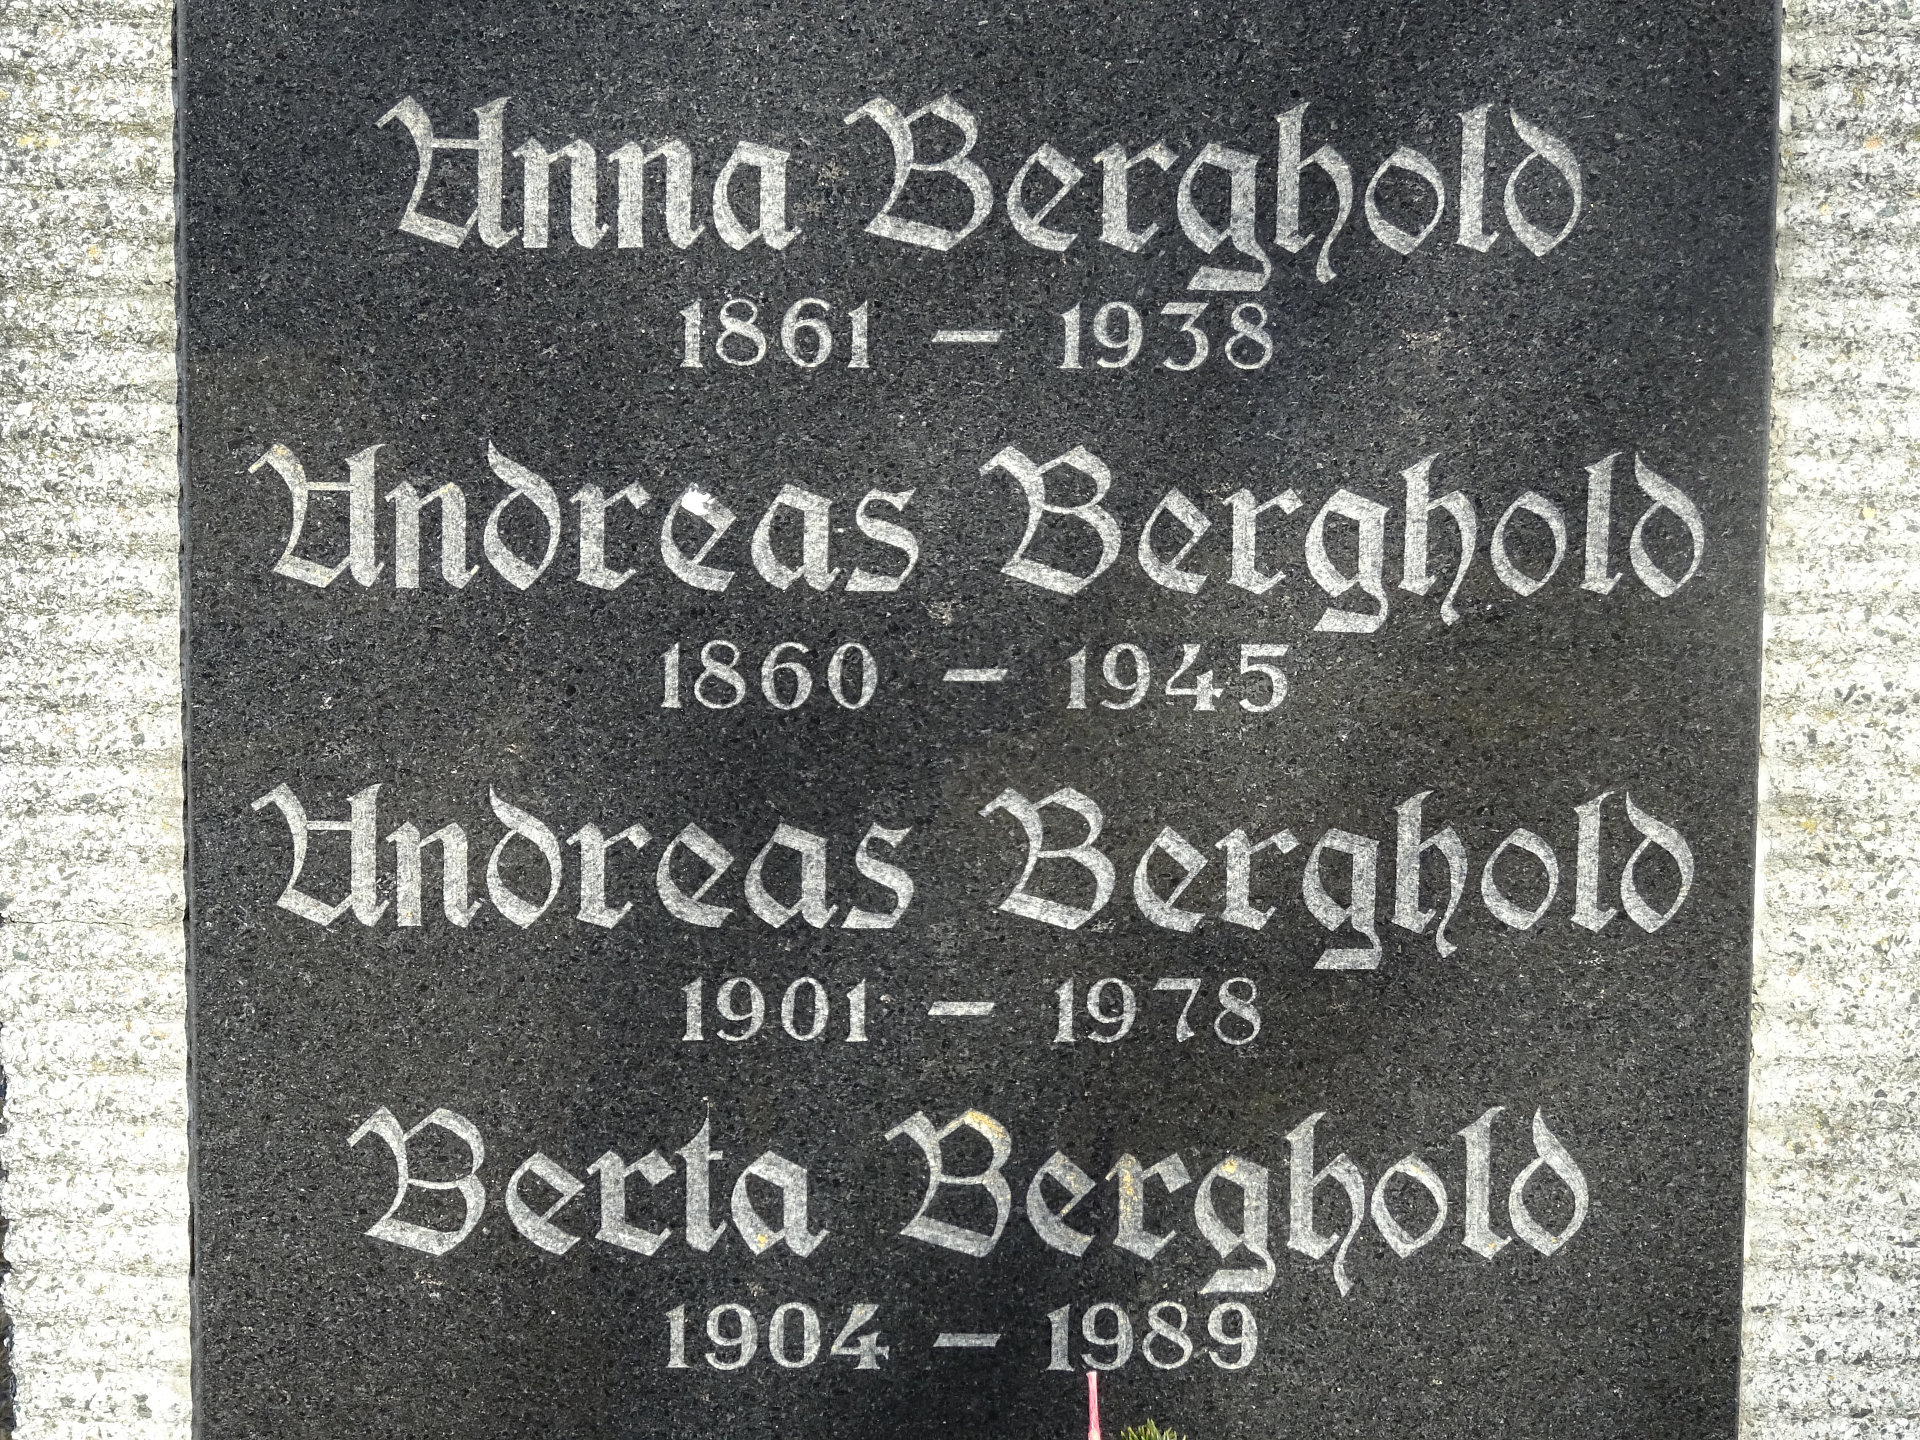 Anna Berghold
1861 – 1938
Andreas Berghold
1860 – 1945
Andreas Berghold
1901 – 1978
Berta Berghold
1904 – 1989